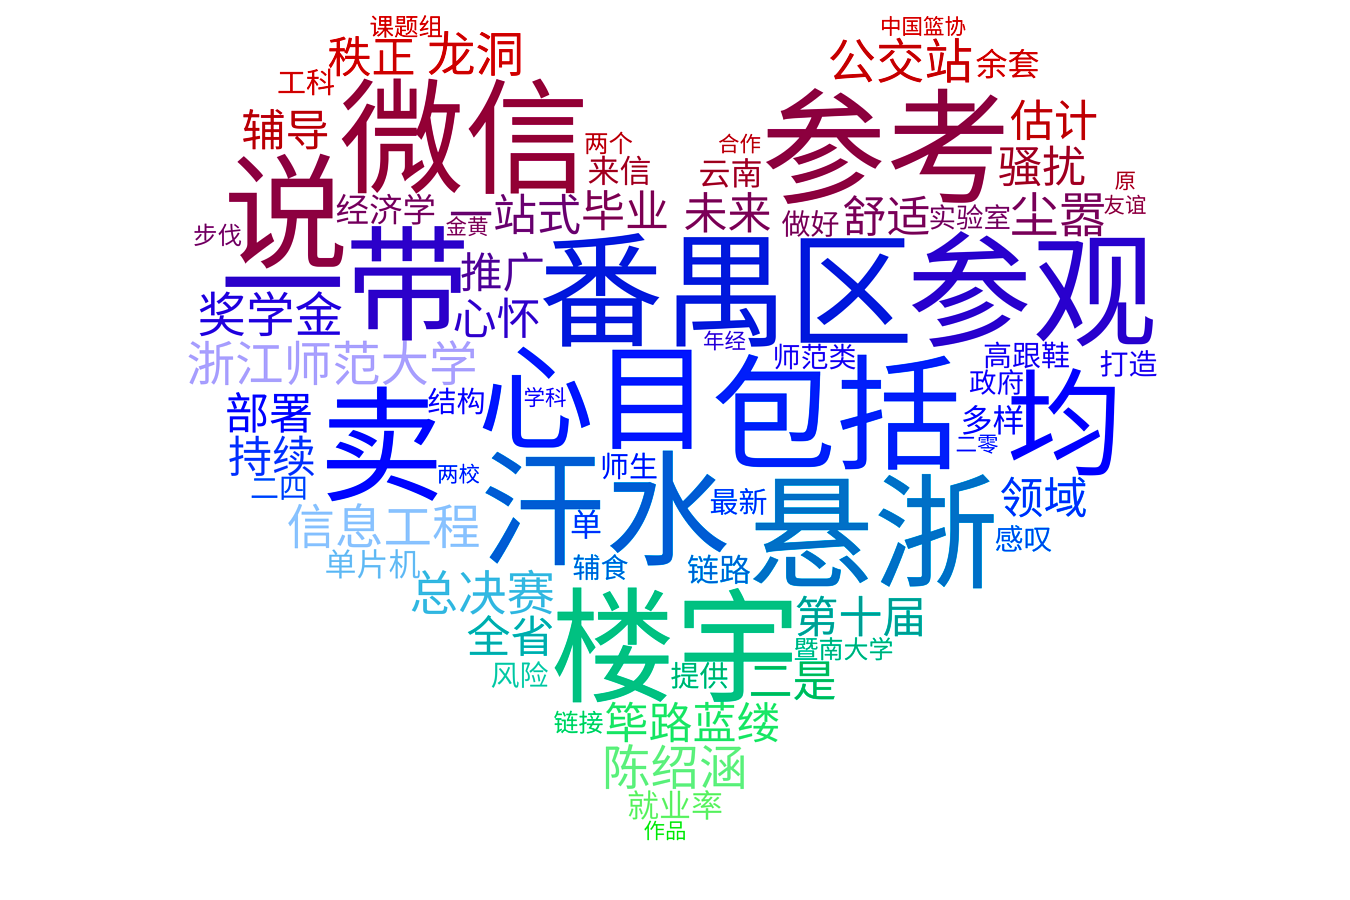 课题组
中国篮协
秩正
龙洞
公交站
余套
工科
微信
参考
估计
辅导
两个
合作
骚扰
说
来信
云南
原
经济学
一站式
毕业
未来
做好
舒适
实验室
尘嚣
友谊
步伐
金黄
一带
推广
番禺区
参观
奖学金
心怀
年经
师范类
高跟鞋
打造
浙江师范大学
心目
包括
政府
均
部署
卖
结构
学科
多样
持续
二零
二四
两校
汗水
师生
最新
悬浙
领域
信息工程
单
感叹
单片机
辅食
链路
总决赛
楼宇
第十届
全省
暨南大学
风险
提供
二是
链接
筚路蓝缕
陈绍涵
就业率
作品